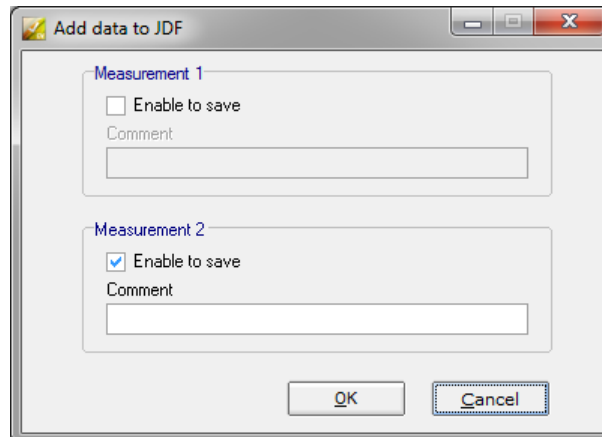 Add data to JDF
Measurement 1
Enable to save
Comment
Measurement 2
Enable to save
Comment
OK
Cancel